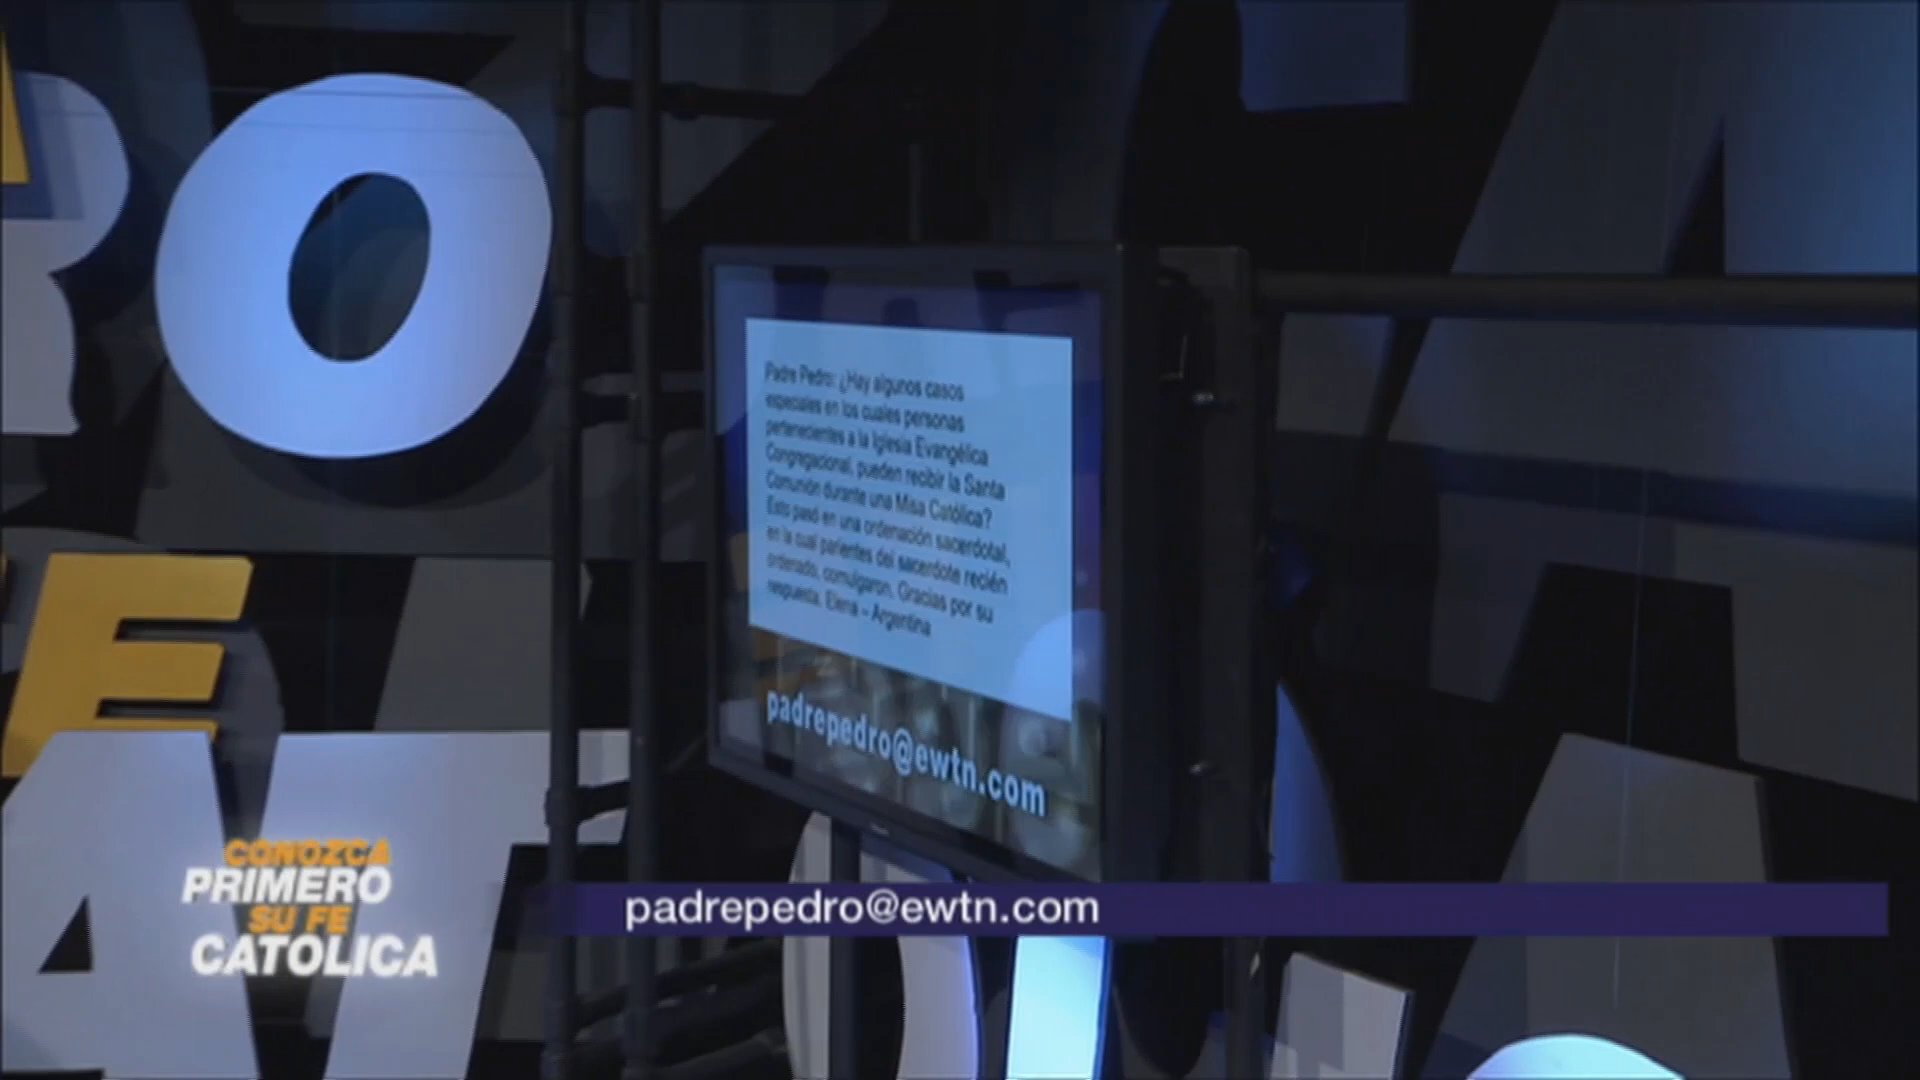 RO
E
AT
Padre Pedro: ¿Hay algunos casos
especiales en los cuales personas
pertenecientes a la Iglesia Evangélica
Congregacional, pueden recibir la Santa
Comunión durante una Misa Católica?
Esto pasó en una ordenación sacerdotal,
en la cual parientes del sacerdote recién
ordenado, comulgaron. Gracias por su
respuesta. Elena – Argentina
padrepedro@ewtn.com
CONOZCA
PRIMERO
SU FE
CATOLICA
padrepedro@ewtn.com